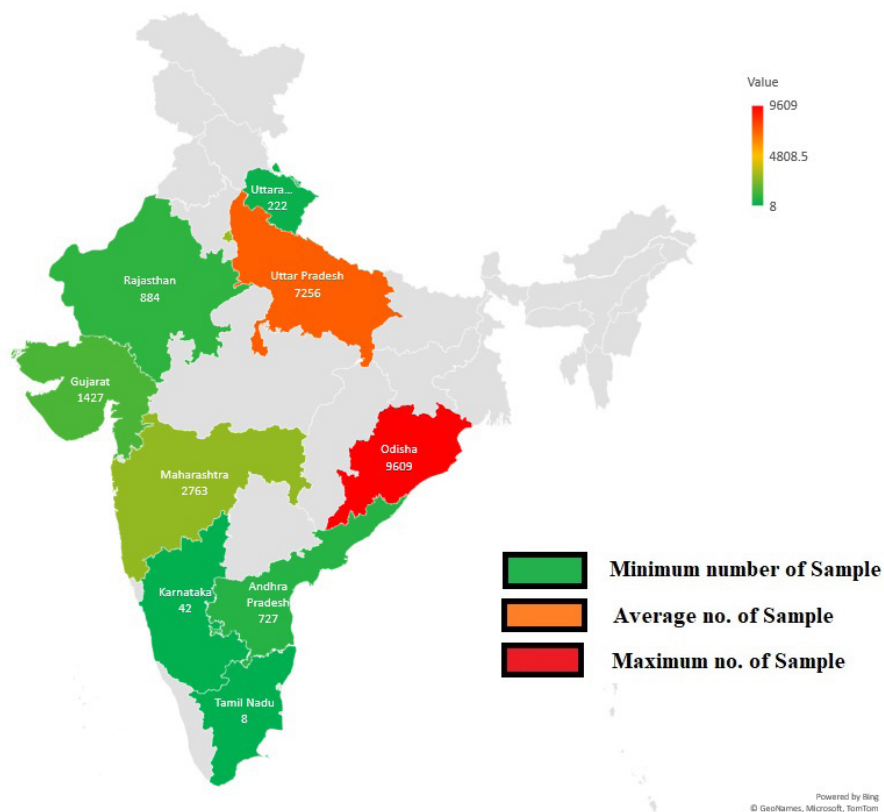 Value
9609
4808.5
8
Uttara...
222
Uttar Pradesh
7256
Rajasthan
884
Gujarat
1427
Odisha
9609
Maharashtra
2763
Karnataka
42
Andhra
Pradesh
727
Tamil Nadu
8
Minimum number of Sample
Average no. of Sample
Maximum no. of Sample
Powered by Bing
© GeoNames, Microsoft, TomTom